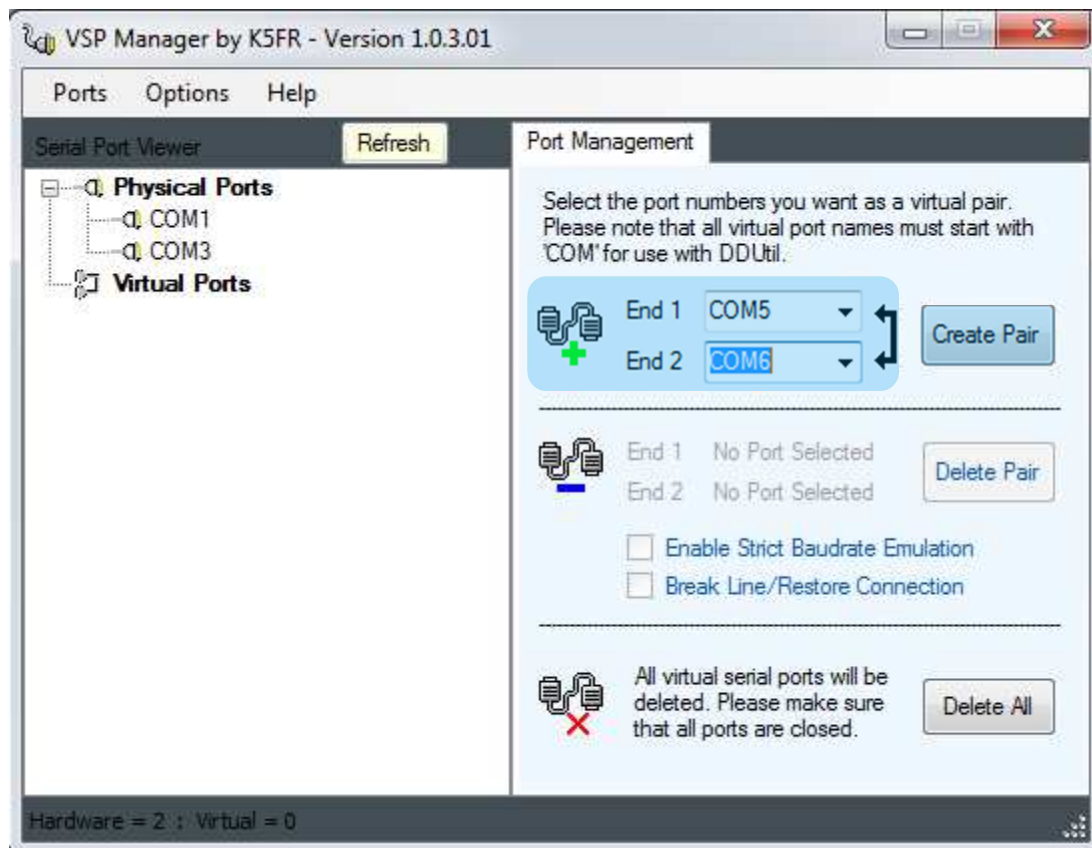 VSP Manager by K5FR - Version 1.0.3.01
Ports Options Help
Serial Port Viewer
Refresh
Physical Ports
COM1
COM3
Virtual Ports
Port Management
Select the port numbers you want as a virtual pair.
Please note that all virtual port names must start with
'COM' for use with DDUtil.
End 1 COM5
End 2 COM6
Create Pair
End 1 No Port Selected
End 2 No Port Selected
Delete Pair
Enable Strict Baudrate Emulation
Break Line/Restore Connection
All virtual serial ports will be
deleted. Please make sure
that all ports are closed.
Delete All
Hardware = 2 : Virtual = 0